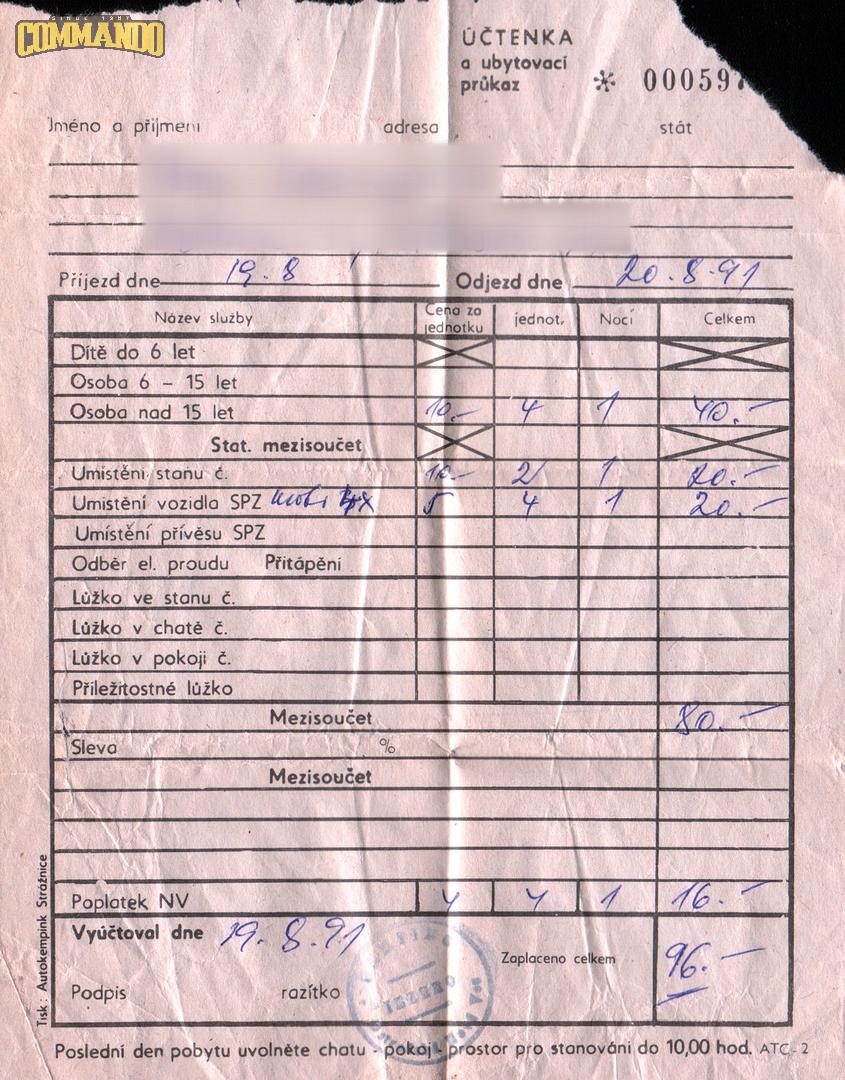 SINCE 1987
COMMANDO
ÚČTENKA
a ubytovací
průkaz
* 000597
Jméno a příjmení adresa stát
Příjezd dne 19. 8 Odjezd dne 20. 8. 91
Název služby Cena za jednotku jednot. Nocí Celkem
Dítě do 6 let
Osoba 6 – 15 let
Osoba nad 15 let 10.- 4 1 40.-
Stat. mezisoučet
Umístění stanu č. 10.- 2 1 20.-
Umístění vozidla SPZ 5 4 1 20.-
Umístění přívěsu SPZ
Odběr el. proudu Přitápění
Lůžko ve stanu č.
Lůžko v chatě č.
Lůžko v pokoji č.
Příležitostné lůžko
Mezisoučet 80.-
Sleva %
Mezisoučet
Poplatek NV 4 4 1 16.-
Vyúčtoval dne 19. 8. 91
Zaplaceno celkem 96.-
Podpis razítko
CAMPING
JEZERO
Tisk: Autokempink Strážnice
Poslední den pobytu uvolněte chatu - pokoj - prostor pro stanování do 10,00 hod. ATC-2